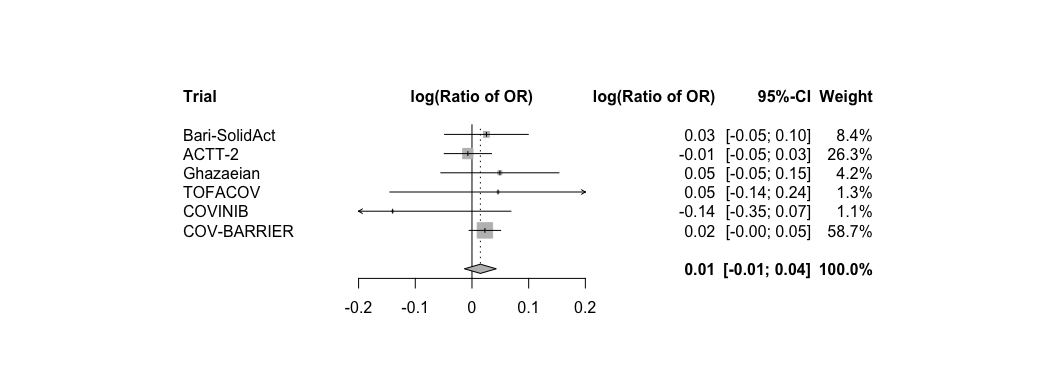 Trial log(Ratio of OR) log(Ratio of OR) 95%-CI Weight
Bari-SolidAct 0.03 [-0.05; 0.10] 8.4%
ACTT-2 -0.01 [-0.05; 0.03] 26.3%
Ghazaeian 0.05 [-0.05; 0.15] 4.2%
TOFACOV 0.05 [-0.14; 0.24] 1.3%
COVINIB -0.14 [-0.35; 0.07] 1.1%
COV-BARRIER 0.02 [-0.00; 0.05] 58.7%
0.01 [-0.01; 0.04] 100.0%
-0.2 -0.1 0 0.1 0.2